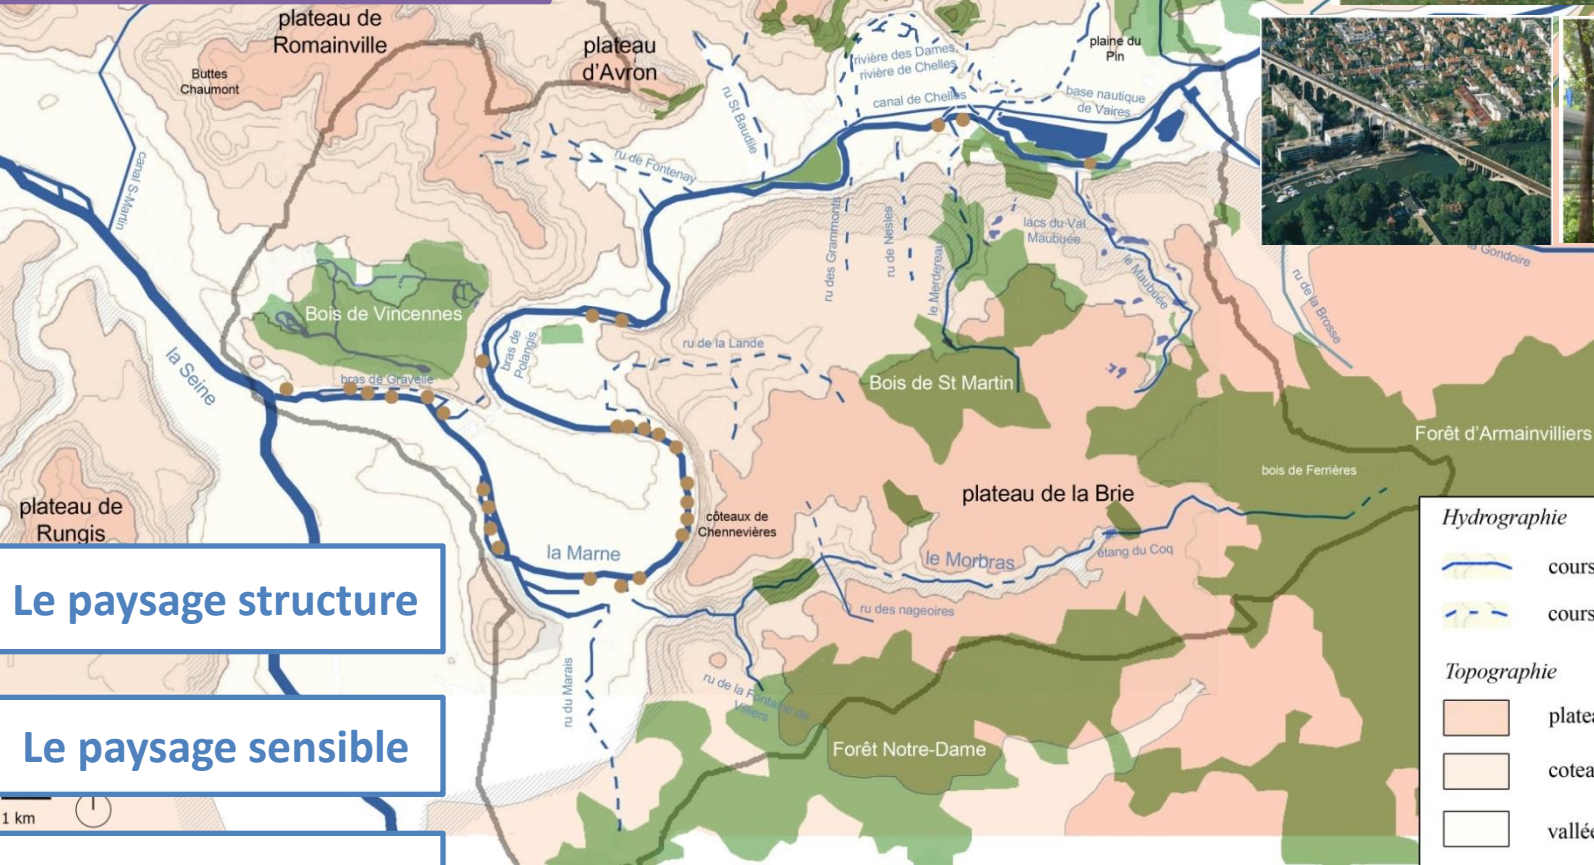 plateau de
Romainville
Buttes
Chaumont
plateau
d'Avron
rivière des Dames,
rivière de Chelles
plaine du
Pin
canal de Chelles
base nautique
de Vaires
ru St Baudile
ru de Fontenay
canal S-Martin
ru des Grammonts
ru de Nesles
le Merdereau
lacs du Val
Maubuée
le Maubuée
la Gondoire
ru de la Brosse
Bois de Vincennes
bras de
Polangis
ru de la Lande
la Seine
bras de Gravelle
Bois de St Martin
Forêt d'Armainvilliers
bois de Ferrières
plateau de la Brie
plateau de
Rungis
côteaux de
Chennevières
la Marne
le Morbras
étang du Coq
ru des nageoires
ru du Marais
ru de la Fontaine de
Villiers
Forêt Notre-Dame
Le paysage structure
Le paysage sensible
1 km
Hydrographie
cours
cours
Topographie
platea
cotea
vallée